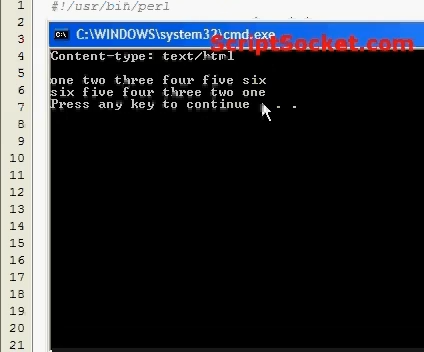 1 #!/usr/bin/perl
2
3 C:\WINDOWS\system32\cmd.exe
ScriptSocket.com
4 Content-type: text/html
5
6 one two three four five six
six five four three two one
7 Press any key to continue . . .
8
9
10
11
12
13
14
15
16
17
18
19
20
21